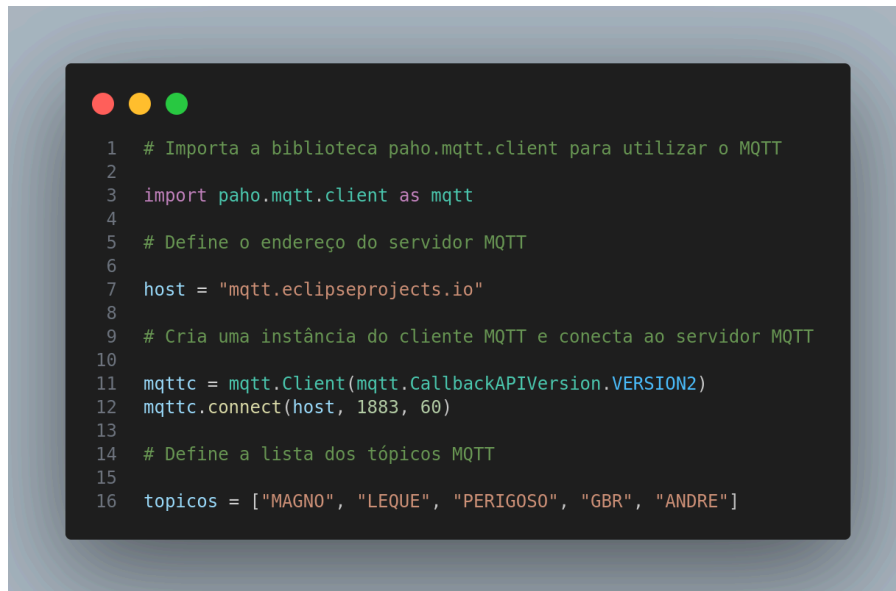 1 # Importa a biblioteca paho.mqtt.client para utilizar o MQTT
2
3 import paho.mqtt.client as mqtt
4
5 # Define o endereço do servidor MQTT
6
7 host = "mqtt.eclipseprojects.io"
8
9 # Cria uma instância do cliente MQTT e conecta ao servidor MQTT
10
11 mqttc = mqtt.Client(mqtt.CallbackAPIVersion.VERSION2)
12 mqttc.connect(host, 1883, 60)
13
14 # Define a lista dos tópicos MQTT
15
16 topicos = ["MAGNO", "LEQUE", "PERIGOSO", "GBR", "ANDRE"]